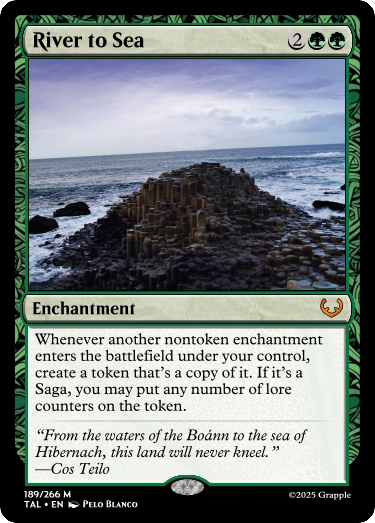 River to Sea
2
Enchantment
Whenever another nontoken enchantment
enters the battlefield under your control,
create a token that's a copy of it. If it's a
Saga, you may put any number of lore
counters on the token.
“From the waters of the Boánn to the sea of
Hibernach, this land will never kneel.”
—Cos Teilo
189/266 M
TAL • EN Pelo Blanco
©2025 Grapple